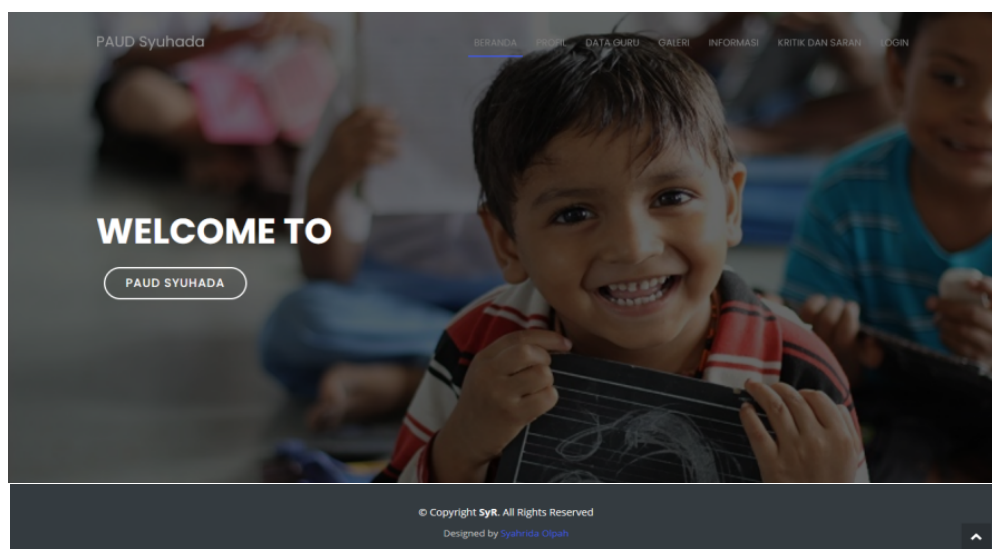 PAUD Syuhada
BERANDA PROFIL DATA GURU GALERI INFORMASI KRITIK DAN SARAN LOGIN
WELCOME TO
PAUD SYUHADA
© Copyright SyR. All Rights Reserved
Designed by Syahrida Olpah